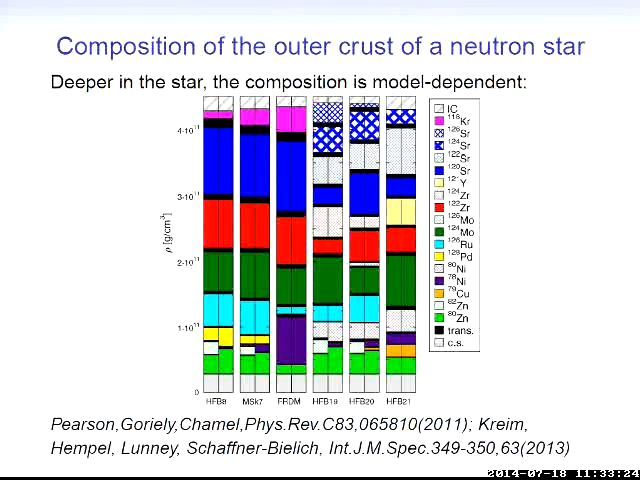 Composition of the outer crust of a neutron star
Deeper in the star, the composition is model-dependent:
ρ [g/cm³]
4·10¹¹
3·10¹¹
2·10¹¹
1·10¹¹
0
HFB8 MSk7 FRDM HFB19 HFB20 HFB21
IC
¹¹⁸Kr
¹²⁶Sr
¹²⁴Sr
¹²²Sr
¹²⁰Sr
¹²¹Y
¹²⁴Zr
¹²²Zr
¹²⁶Mo
¹²⁴Mo
¹²⁶Ru
¹²⁸Pd
⁸⁰Ni
⁷⁸Ni
⁷⁹Cu
⁸²Zn
⁸⁰Zn
trans.
c.s.
Pearson,Goriely,Chamel,Phys.Rev.C83,065810(2011); Kreim,
Hempel, Lunney, Schaffner-Bielich, Int.J.M.Spec.349-350,63(2013)
2014-07-18 11:33:24